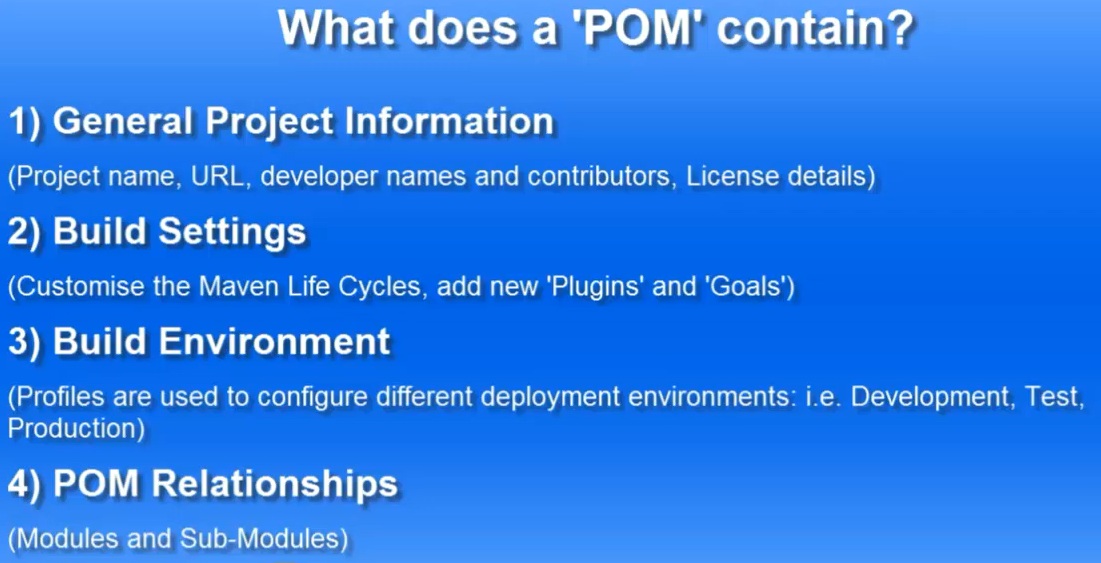 What does a 'POM' contain?
1) General Project Information
(Project name, URL, developer names and contributors, License details)
2) Build Settings
(Customise the Maven Life Cycles, add new 'Plugins' and 'Goals')
3) Build Environment
(Profiles are used to configure different deployment environments: i.e. Development, Test,
Production)
4) POM Relationships
(Modules and Sub-Modules)